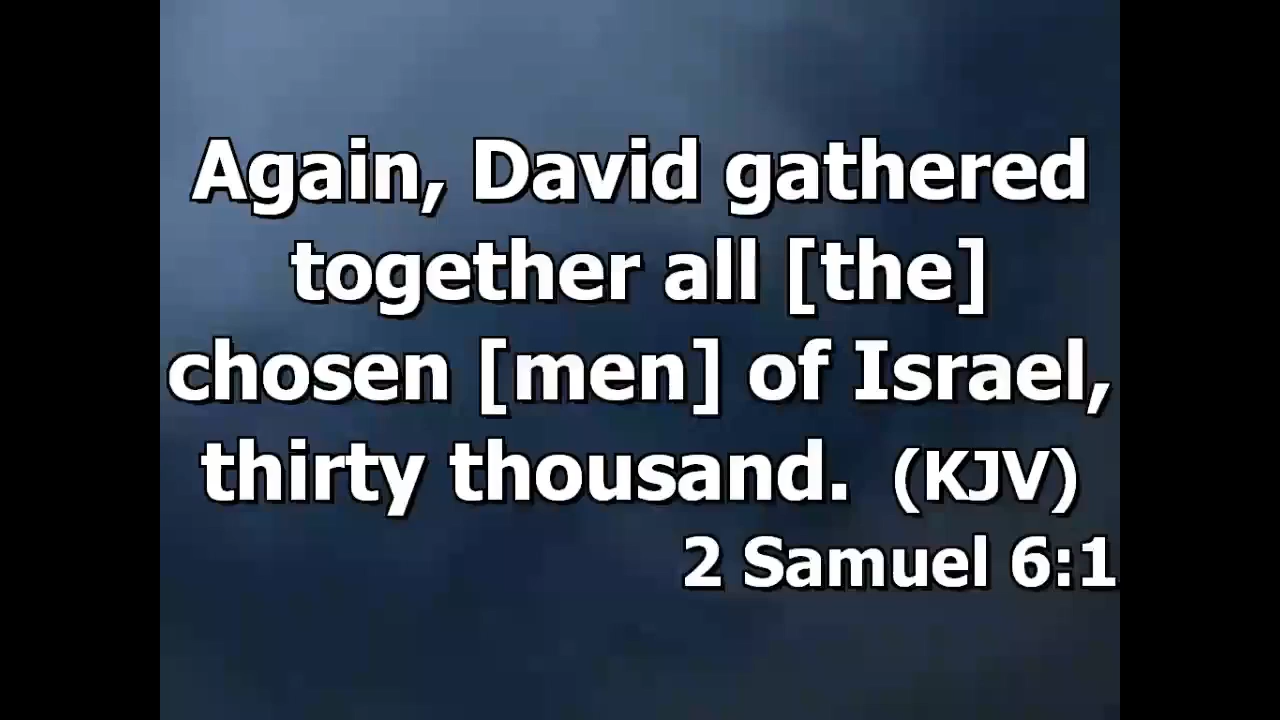 Again, David gathered
together all [the]
chosen [men] of Israel,
thirty thousand. (KJV)
2 Samuel 6:1